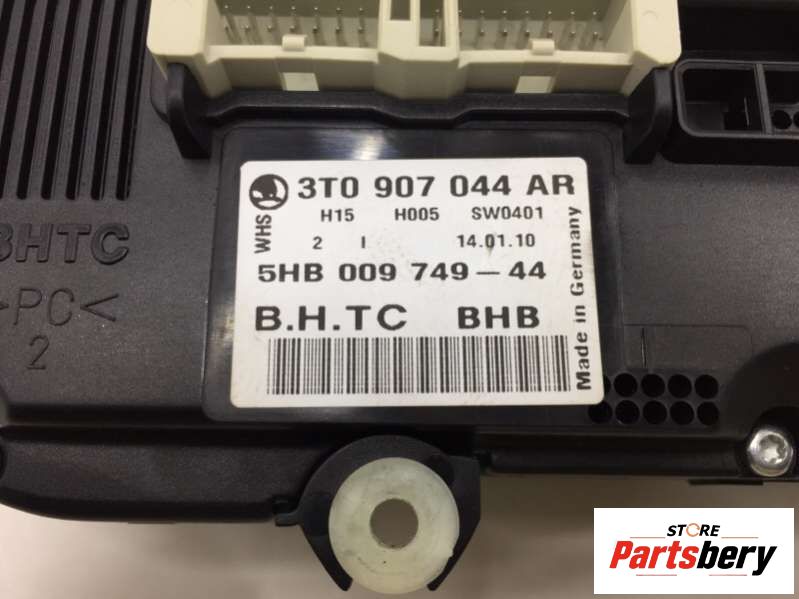 3T0 907 044 AR
WHS
H15 H005 SW0401
2 I 14.01.10
5HB 009 749-44
B.H.TC BHB
Made in Germany
BHTC
>PC<
2
STORE
Partsbery